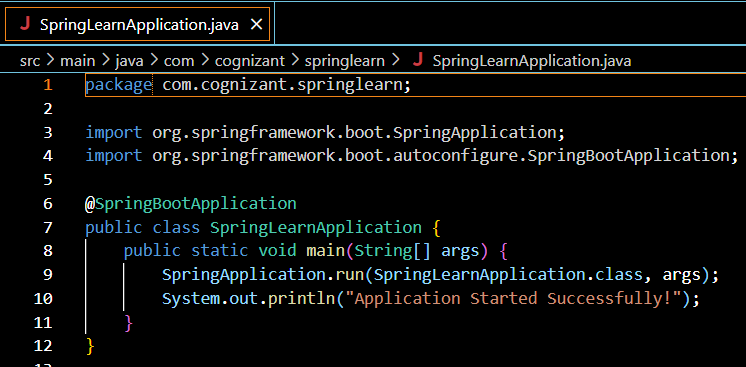 J SpringLearnApplication.java ×
src > main > java > com > cognizant > springlearn > J SpringLearnApplication.java
1 package com.cognizant.springlearn;
2
3 import org.springframework.boot.SpringApplication;
4 import org.springframework.boot.autoconfigure.SpringBootApplication;
5
6 @SpringBootApplication
7 public class SpringLearnApplication {
8     public static void main(String[] args) {
9         SpringApplication.run(SpringLearnApplication.class, args);
10         System.out.println("Application Started Successfully!");
11     }
12 }